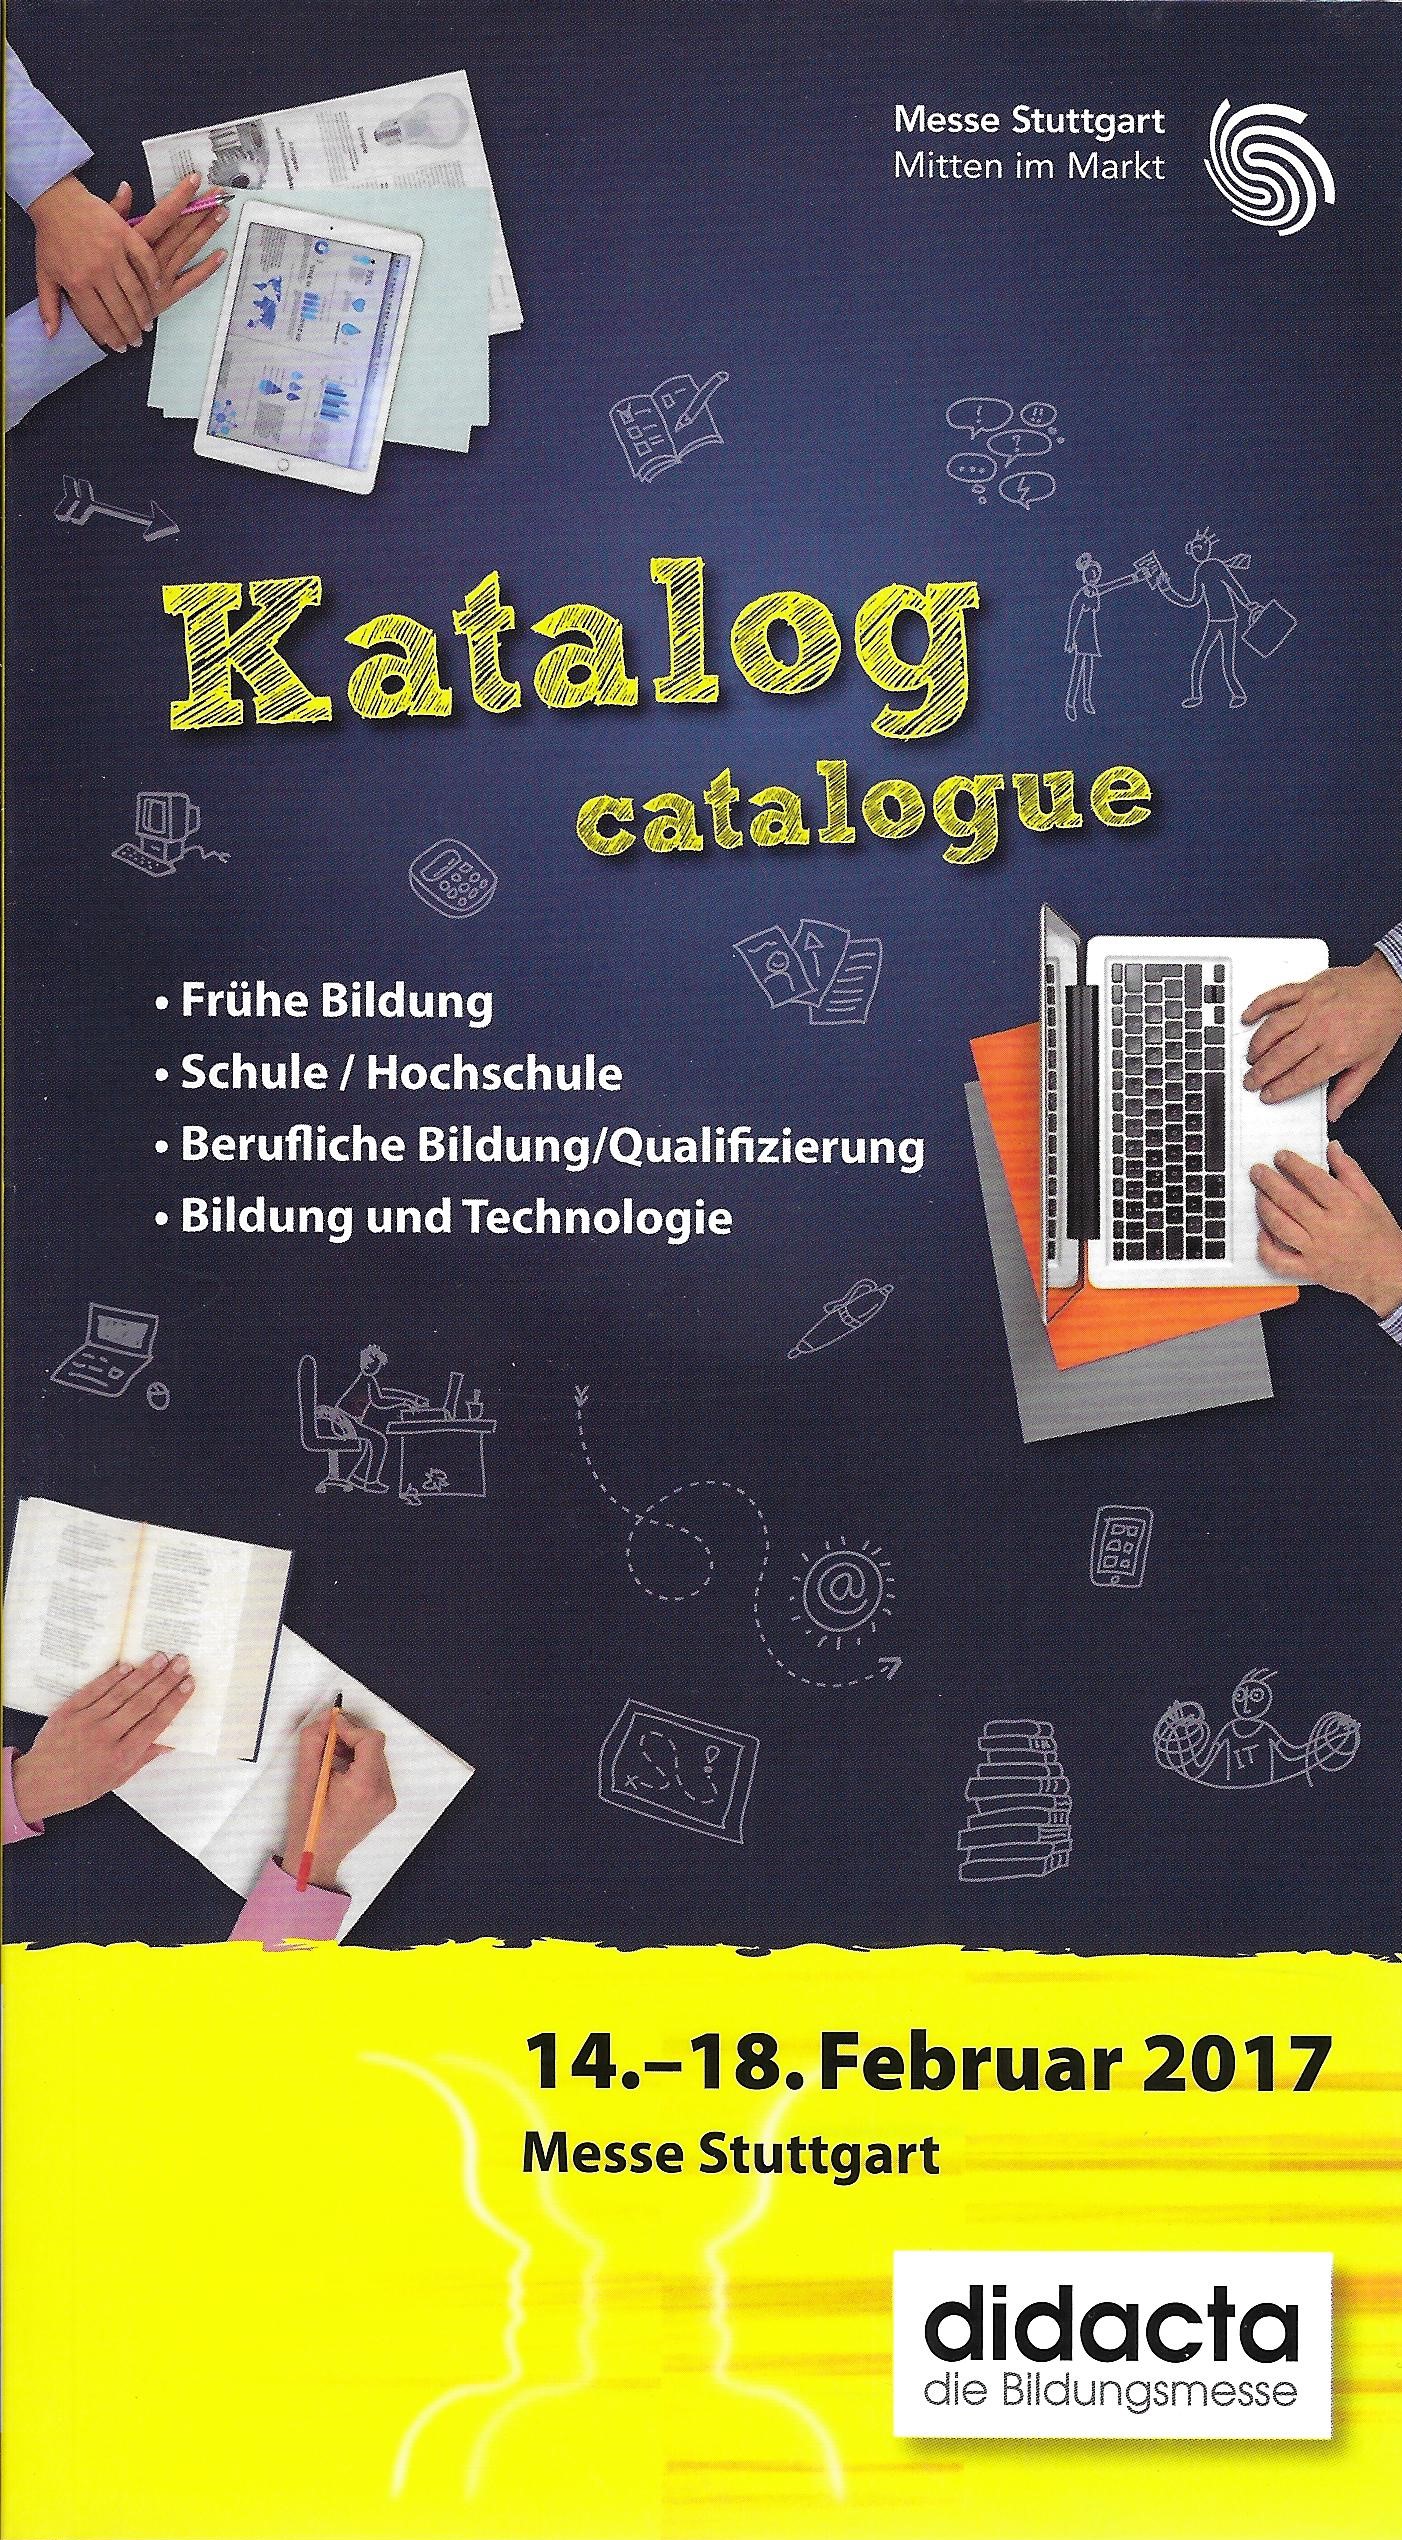 Messe Stuttgart
Mitten im Markt
Katalog
catalogue
• Frühe Bildung
• Schule / Hochschule
• Berufliche Bildung/Qualifizierung
• Bildung und Technologie
@
IT
14.–18. Februar 2017
Messe Stuttgart
didacta
die Bildungsmesse